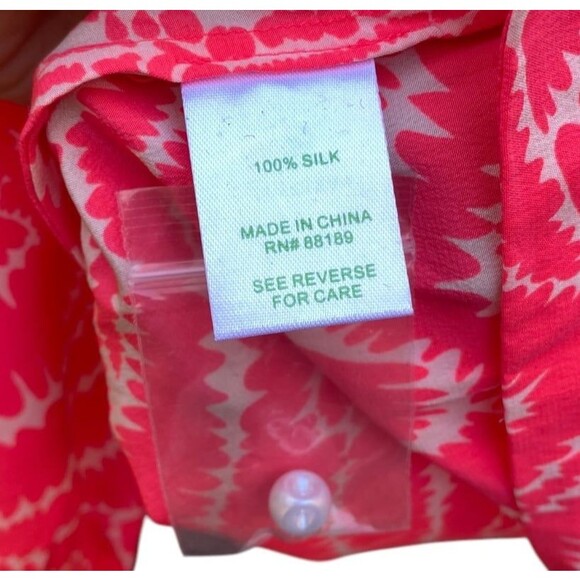 100% SILK
MADE IN CHINA
RN# 88189
SEE REVERSE
FOR CARE